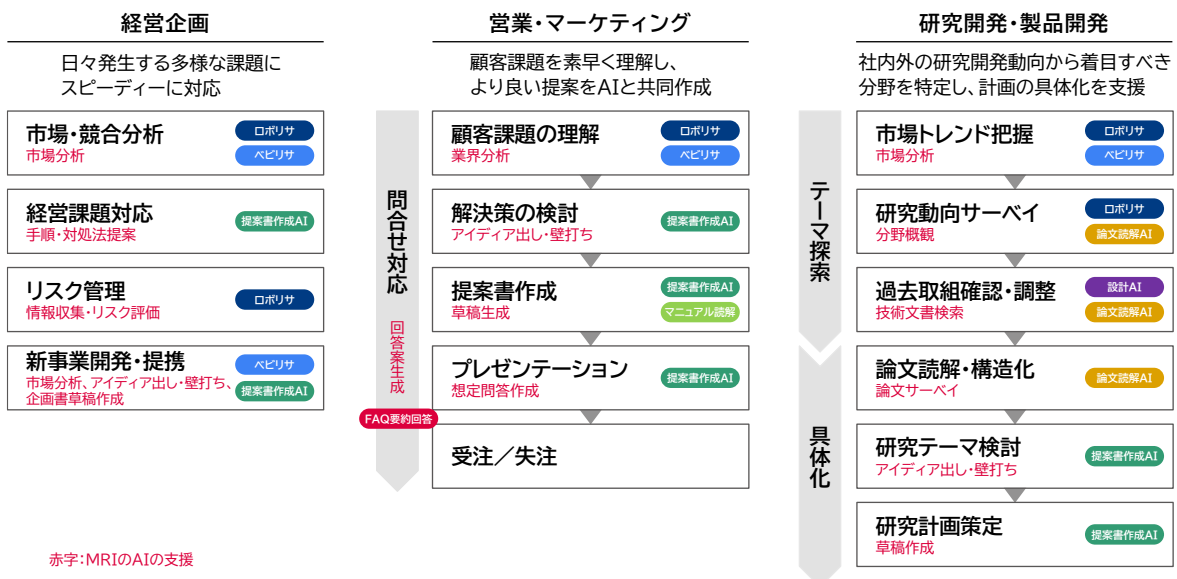 経営企画
日々発生する多様な課題に
スピーディーに対応
市場・競合分析
市場分析
ロボリサ
ベビリサ
経営課題対応
手順・対処法提案
提案書作成AI
リスク管理
情報収集・リスク評価
ロボリサ
新事業開発・提携
市場分析、アイディア出し・壁打ち、
企画書草稿作成
ベビリサ
提案書作成AI
赤字：MRIのAIの支援
営業・マーケティング
顧客課題を素早く理解し、
より良い提案をAIと共同作成
問合せ対応
回答案生成
FAQ要約回答
顧客課題の理解
業界分析
ロボリサ
ベビリサ
解決策の検討
アイディア出し・壁打ち
提案書作成AI
提案書作成
草稿生成
提案書作成AI
マニュアル読解
プレゼンテーション
想定問答作成
提案書作成AI
受注／失注
研究開発・製品開発
社内外の研究開発動向から着目すべき
分野を特定し、計画の具体化を支援
テーマ探索
市場トレンド把握
市場分析
ロボリサ
ベビリサ
研究動向サーベイ
分野概観
ロボリサ
論文読解AI
過去取組確認・調整
技術文書検索
設計AI
論文読解AI
具体化
論文読解・構造化
論文サーベイ
論文読解AI
研究テーマ検討
アイディア出し・壁打ち
提案書作成AI
研究計画策定
草稿作成
提案書作成AI